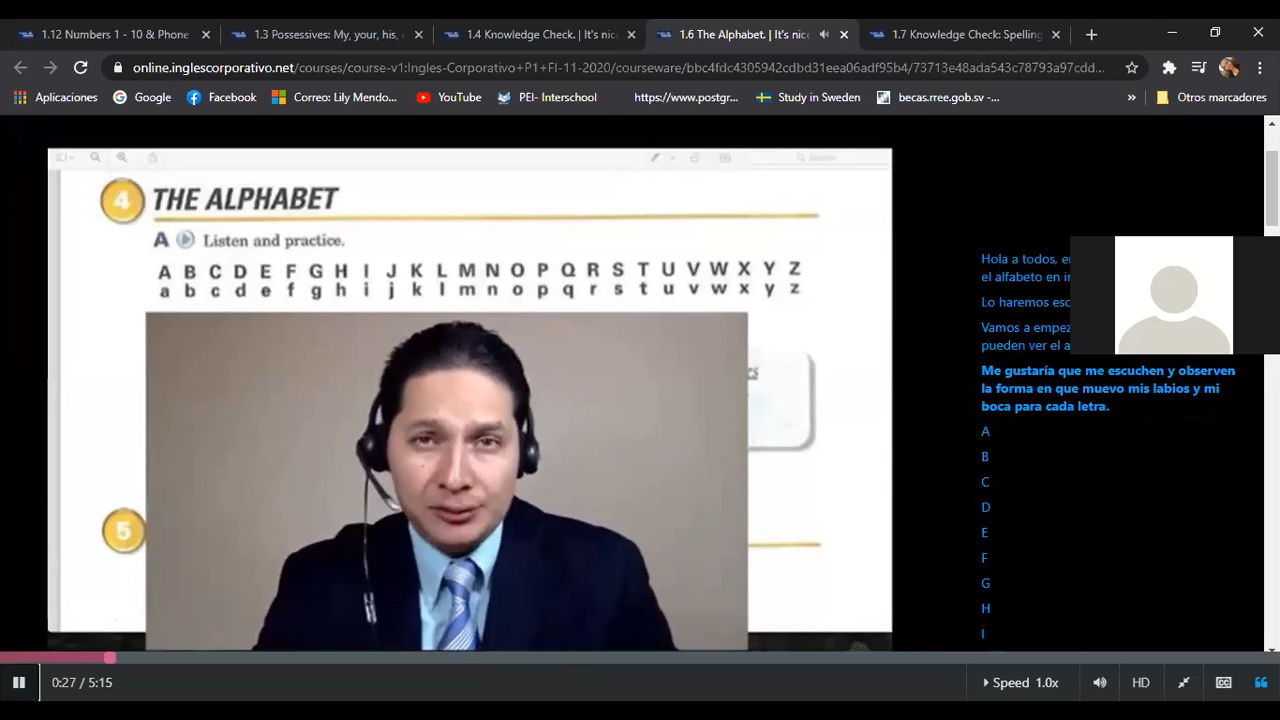 1.12 Numbers 1 - 10 & Phone
1.3 Possessives: My, your, his,
1.4 Knowledge Check. | It's nice
1.6 The Alphabet. | It's nice
1.7 Knowledge Check: Spelling
online.inglescorporativo.net/courses/course-v1:Ingles-Corporativo+P1+FI-11-2020/courseware/bbc4fdc4305942cdbd31eea06adf95b4/73713e48ada543c78793a97cdd...
Aplicaciones
Google
Facebook
Correo: Lily Mendo...
YouTube
PEI- Interschool
https://www.postgr...
Study in Sweden
becas.rree.gob.sv -...
»
Otros marcadores
4 THE ALPHABET
A Listen and practice.
A B C D E F G H I J K L M N O P Q R S T U V W X Y Z
a b c d e f g h i j k l m n o p q r s t u v w x y z
5
Hola a todos, e
el alfabeto en i
Lo haremos esc
Vamos a empez
pueden ver el a
Me gustaría que me escuchen y observen
la forma en que muevo mis labios y mi
boca para cada letra.
A
B
C
D
E
F
G
H
I
0:27 / 5:15
Speed 1.0x
HD
CC